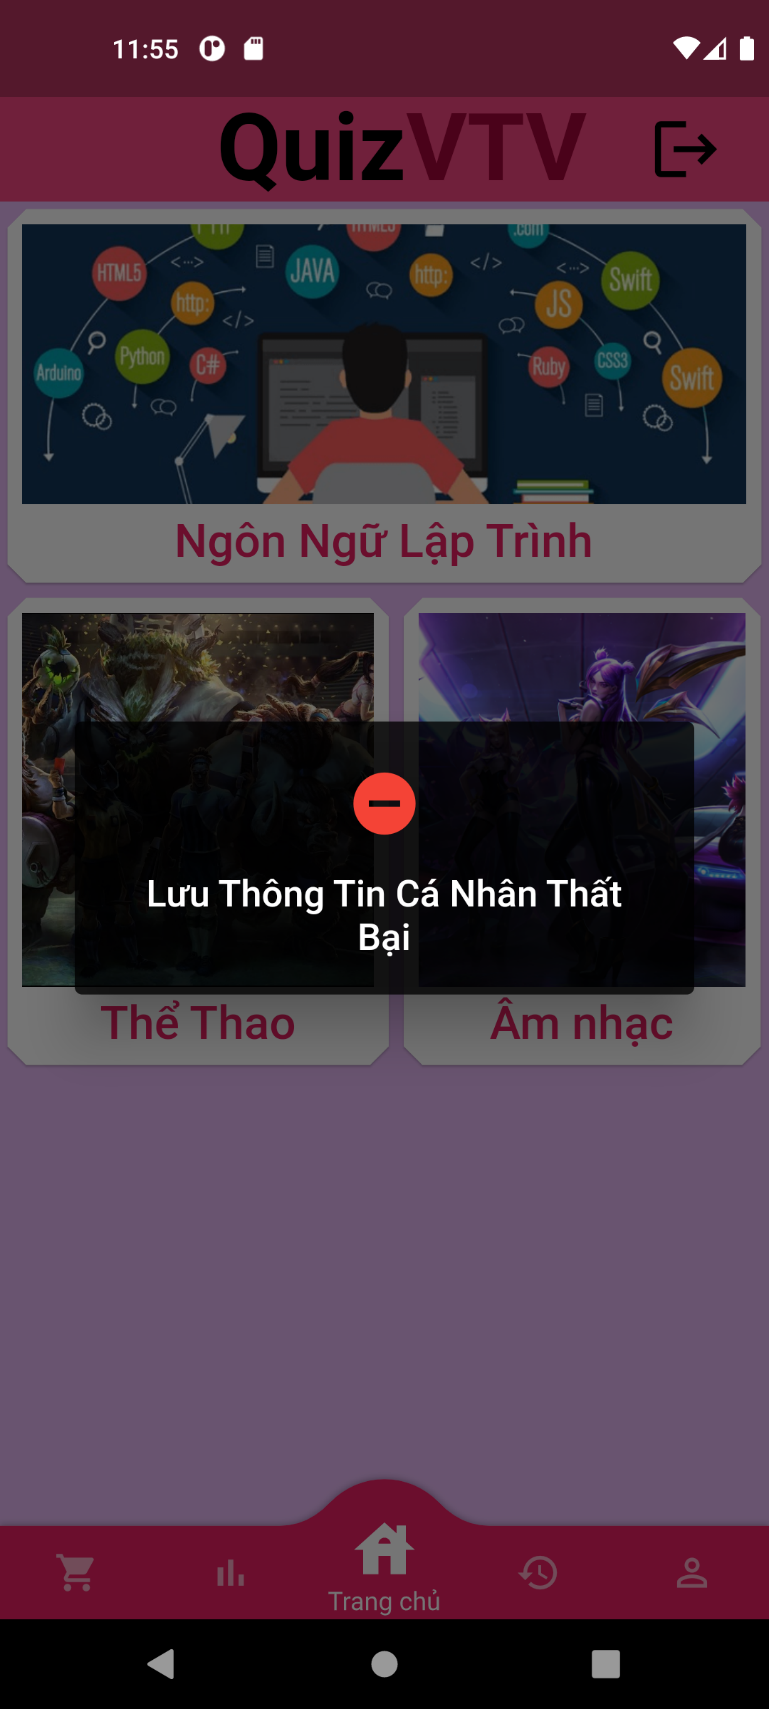 11:55
QuizVTV
.com
HTML5
JAVA
http:
</>
<···>
Swift
<···>
http:
JS
</>
Python
C#
Arduino
Ruby
CSS3
Swift
Ngôn Ngữ Lập Trình
Lưu Thông Tin Cá Nhân Thất
Bại
Thể Thao
Âm nhạc
Trang chủ